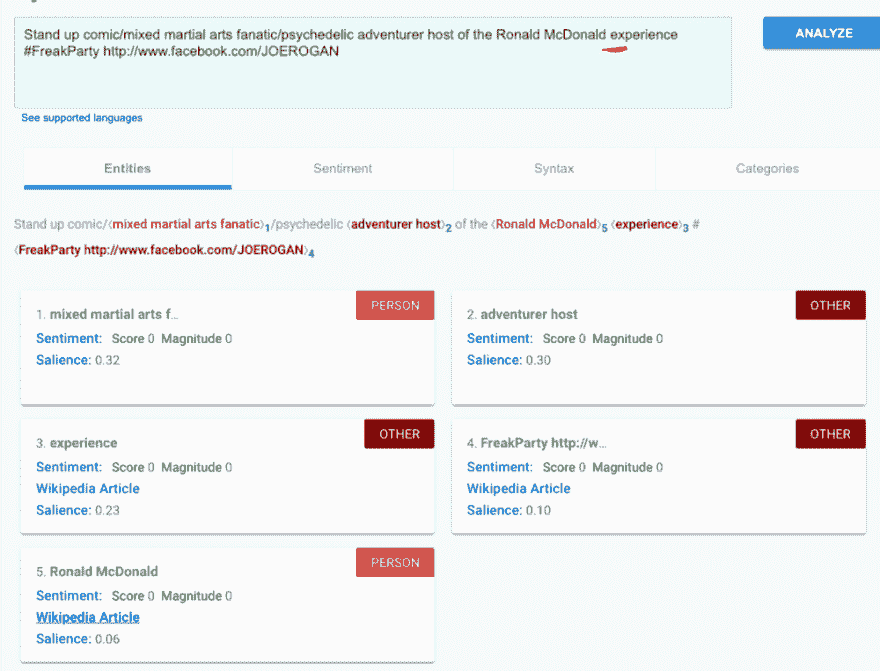 Stand up comic/mixed martial arts fanatic/psychedelic adventurer host of the Ronald McDonald experience
#FreakParty http://www.facebook.com/JOEROGAN
ANALYZE
See supported languages
Entities
Sentiment
Syntax
Categories
Stand up comic/⟨mixed martial arts fanatic⟩1/psychedelic ⟨adventurer host⟩2 of the ⟨Ronald McDonald⟩5 ⟨experience⟩3 #
⟨FreakParty http://www.facebook.com/JOEROGAN⟩4
1. mixed martial arts f...
PERSON
Sentiment: Score 0 Magnitude 0
Salience: 0.32
2. adventurer host
OTHER
Sentiment: Score 0 Magnitude 0
Salience: 0.30
3. experience
OTHER
Sentiment: Score 0 Magnitude 0
Wikipedia Article
Salience: 0.23
4. FreakParty http://w...
OTHER
Sentiment: Score 0 Magnitude 0
Wikipedia Article
Salience: 0.10
5. Ronald McDonald
PERSON
Sentiment: Score 0 Magnitude 0
Wikipedia Article
Salience: 0.06